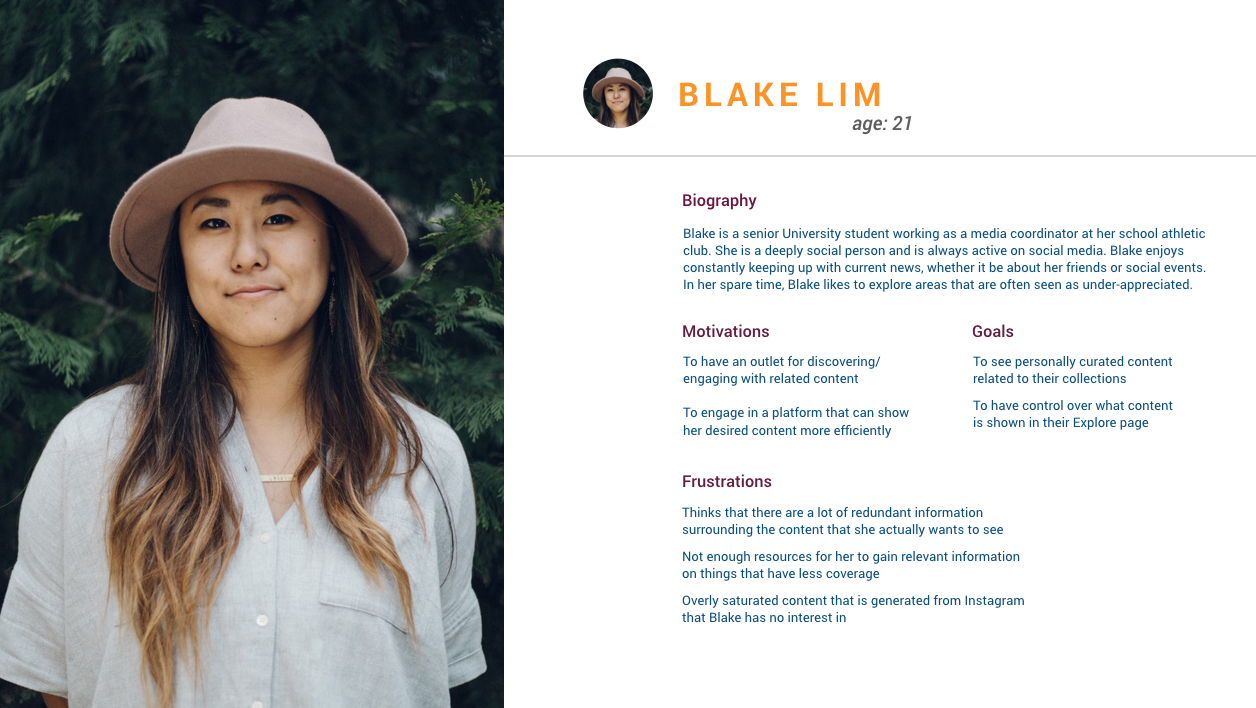 BLAKE LIM
age: 21
Biography
Blake is a senior University student working as a media coordinator at her school athletic
club. She is a deeply social person and is always active on social media. Blake enjoys
constantly keeping up with current news, whether it be about her friends or social events.
In her spare time, Blake likes to explore areas that are often seen as under-appreciated.
Motivations
To have an outlet for discovering/
engaging with related content
To engage in a platform that can show
her desired content more efficiently
Goals
To see personally curated content
related to their collections
To have control over what content
is shown in their Explore page
Frustrations
Thinks that there are a lot of redundant information
surrounding the content that she actually wants to see
Not enough resources for her to gain relevant information
on things that have less coverage
Overly saturated content that is generated from Instagram
that Blake has no interest in